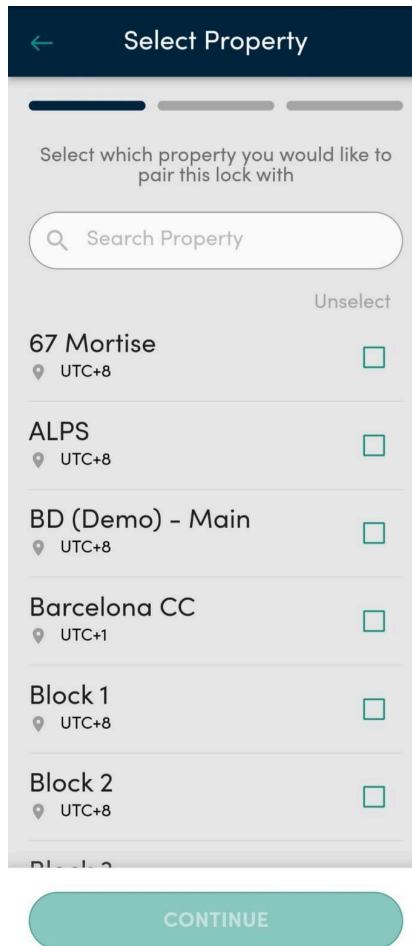 Select Property
Select which property you would like to
pair this lock with
Search Property
Unselect
67 Mortise
UTC+8
ALPS
UTC+8
BD (Demo) - Main
UTC+8
Barcelona CC
UTC+1
Block 1
UTC+8
Block 2
UTC+8
CONTINUE